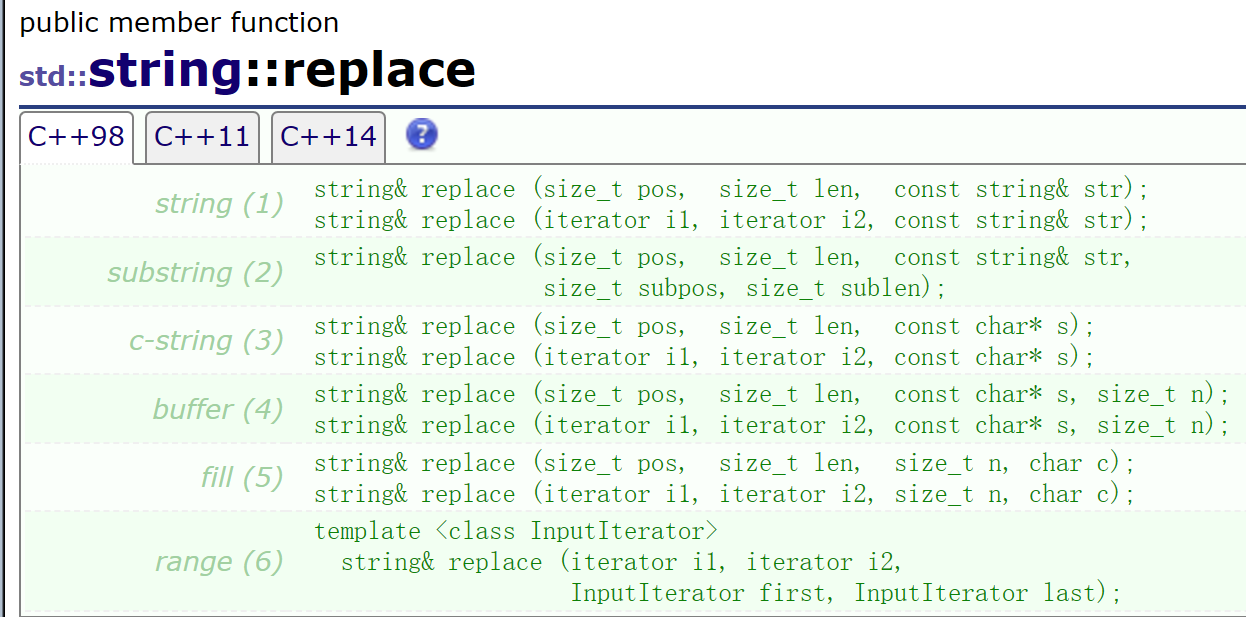 public member function
std::string::replace
C++98 C++11 C++14 ?
string (1)
string& replace (size_t pos,  size_t len,  const string& str);
string& replace (iterator i1, iterator i2, const string& str);
substring (2)
string& replace (size_t pos,  size_t len,  const string& str,
                 size_t subpos, size_t sublen);
c-string (3)
string& replace (size_t pos,  size_t len,  const char* s);
string& replace (iterator i1, iterator i2, const char* s);
buffer (4)
string& replace (size_t pos,  size_t len,  const char* s, size_t n);
string& replace (iterator i1, iterator i2, const char* s, size_t n);
fill (5)
string& replace (size_t pos,  size_t len,  size_t n, char c);
string& replace (iterator i1, iterator i2, size_t n, char c);
range (6)
template <class InputIterator>
  string& replace (iterator i1, iterator i2,
                   InputIterator first, InputIterator last);